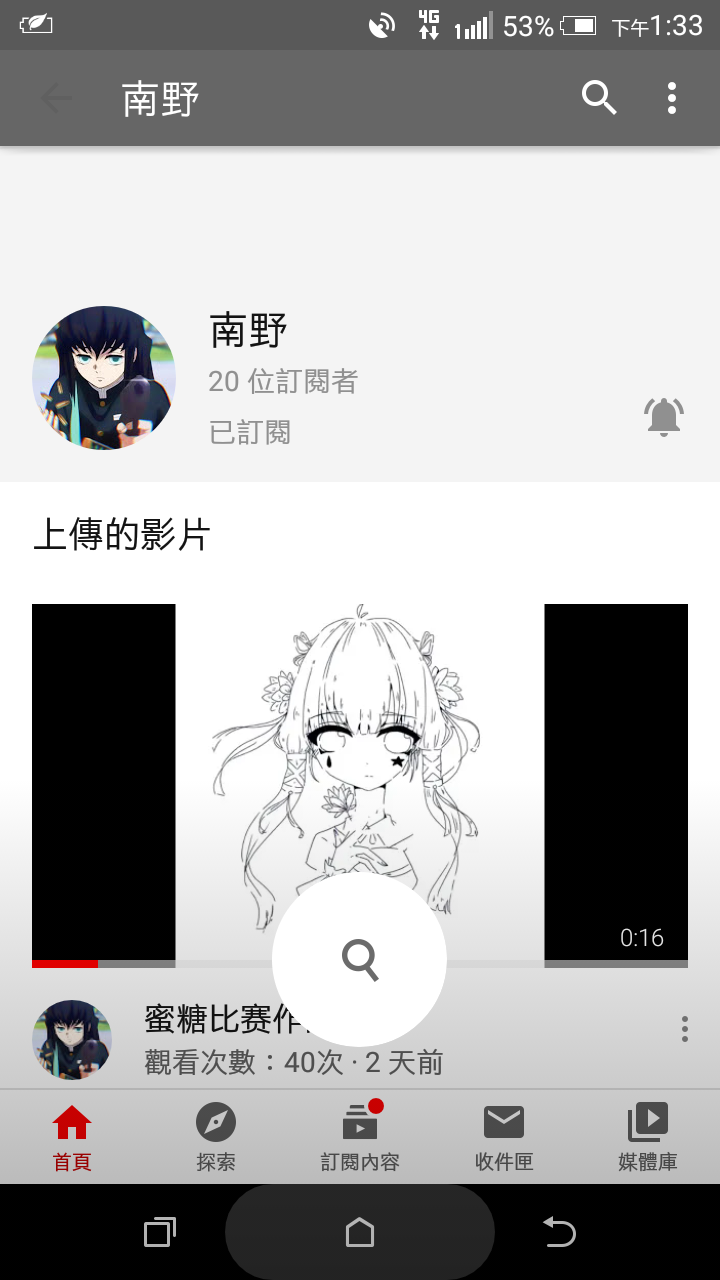 4G
53%
下午1:33
南野
南野
20 位訂閱者
已訂閱
上傳的影片
0:16
蜜糖比赛作
觀看次數：40次 · 2 天前
首頁
探索
訂閱內容
收件匣
媒體庫